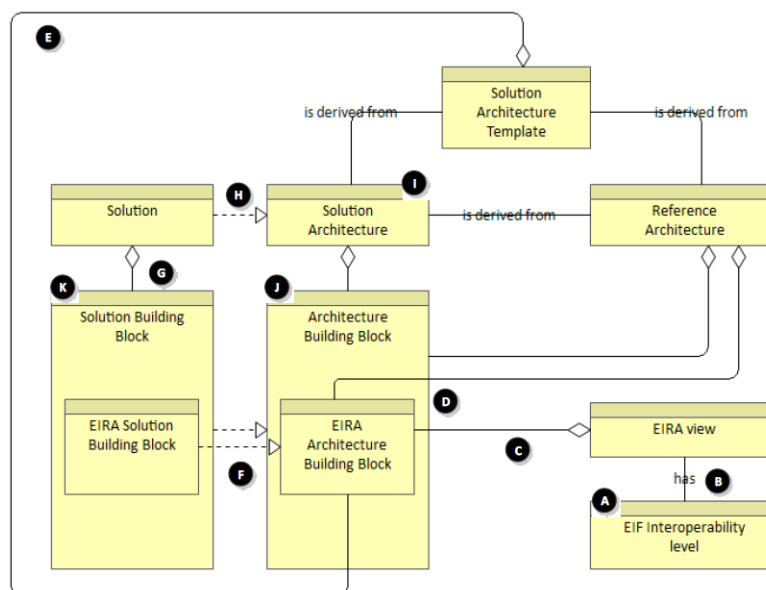 E
Solution
Architecture
Template
is derived from
is derived from
H
I
Solution
Solution
Architecture
is derived from
Reference
Architecture
G
K
J
Solution Building
Block
Architecture
Building Block
D
EIRA Solution
Building Block
EIRA
Architecture
Building Block
EIRA view
C
F
has
B
A
EIF Interoperability
level